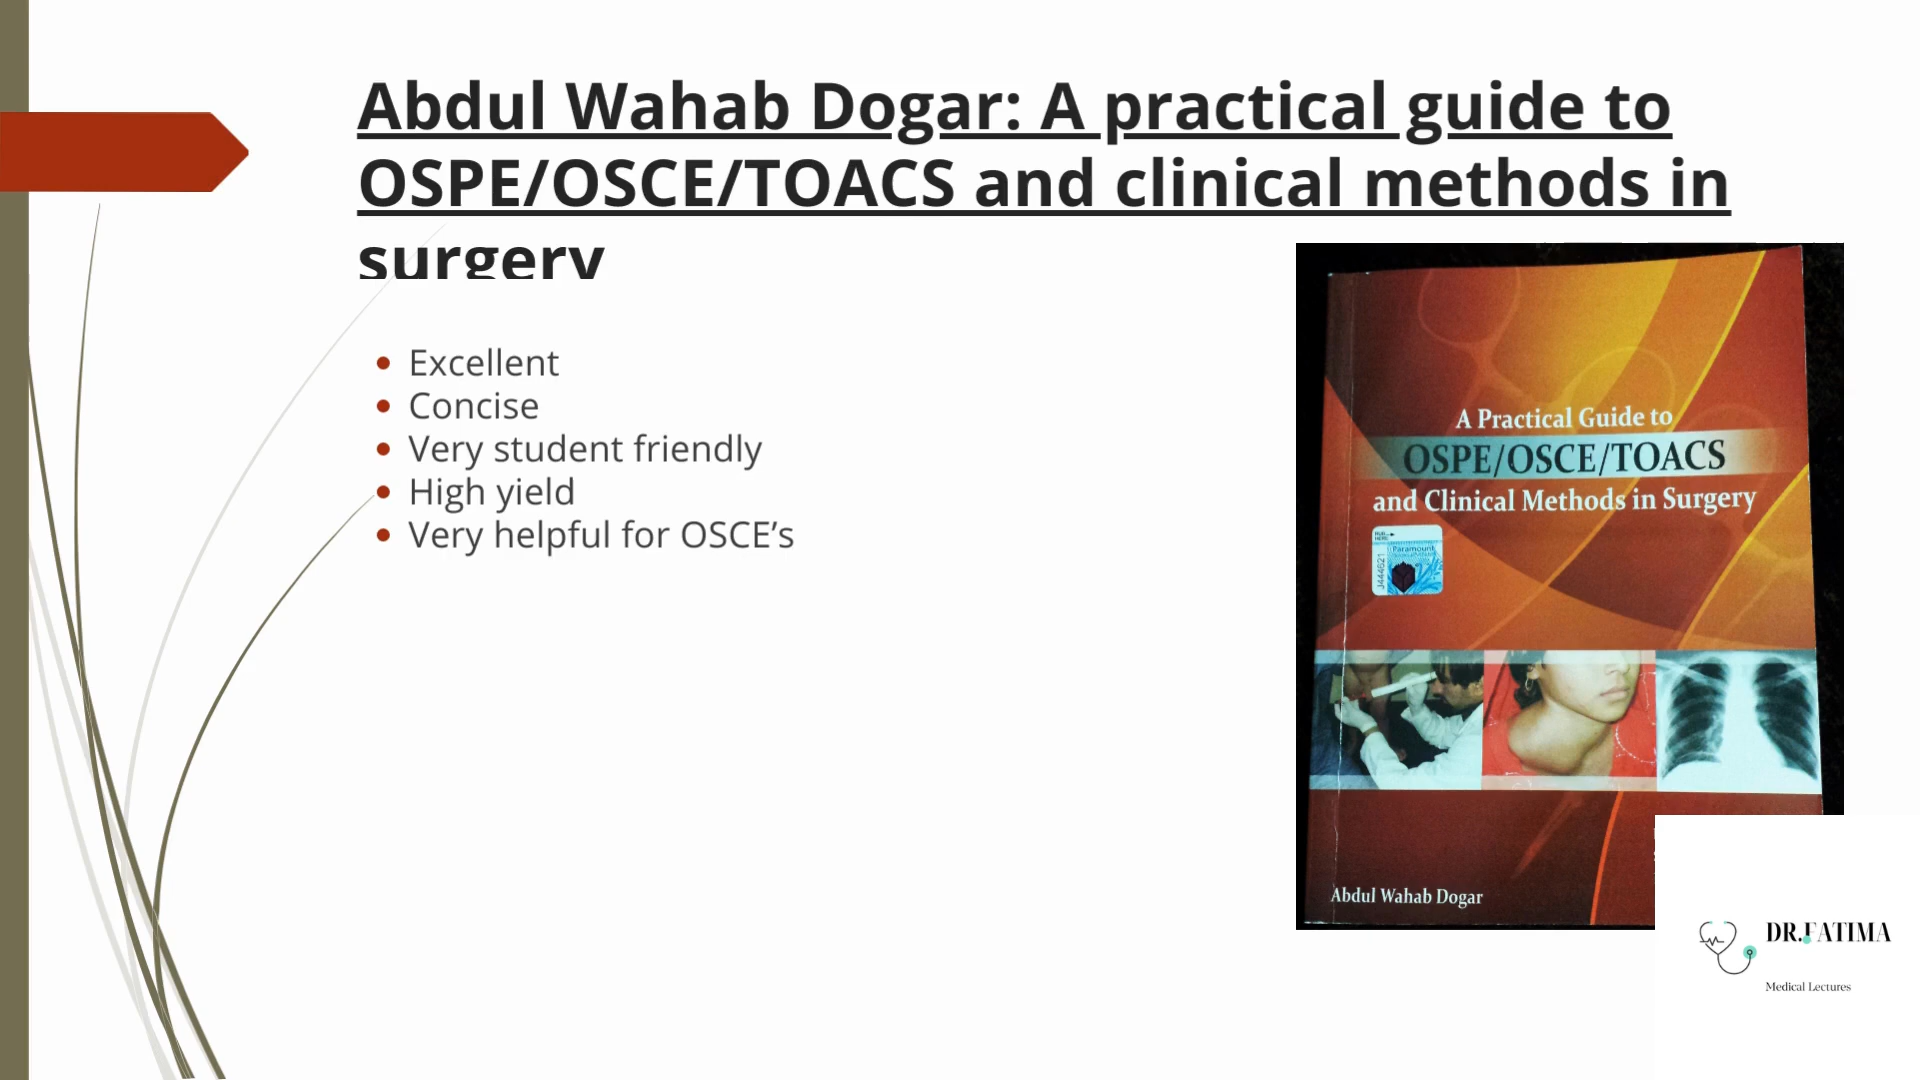 Abdul Wahab Dogar: A practical guide to
OSPE/OSCE/TOACS and clinical methods in
surgery
Excellent
Concise
Very student friendly
High yield
Very helpful for OSCE’s
A Practical Guide to
OSPE/OSCE/TOACS
and Clinical Methods in Surgery
Paramount
J444621
Abdul Wahab Dogar
DR.FATIMA
Medical Lectures